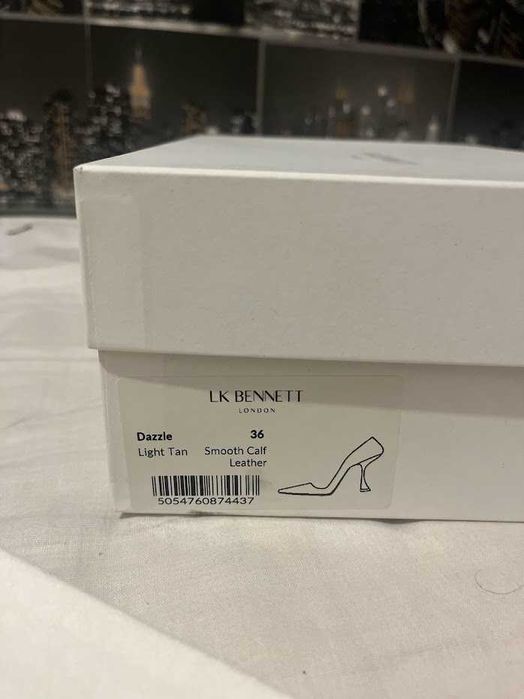 LK BENNETT
LONDON
Dazzle 36
Light Tan Smooth Calf
Leather
5054760874437